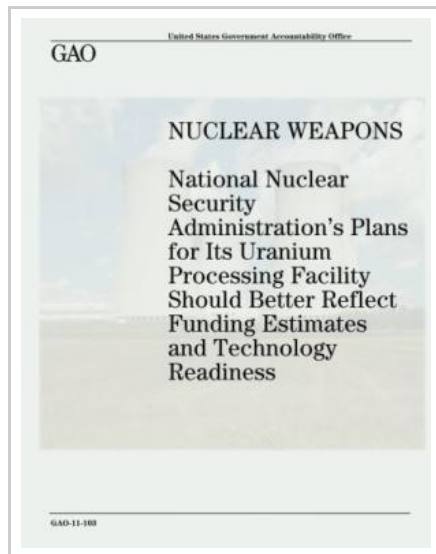 United States Government Accountability Office
GAO
NUCLEAR WEAPONS
National Nuclear
Security
Administration's Plans
for Its Uranium
Processing Facility
Should Better Reflect
Funding Estimates
and Technology
Readiness
GAO-11-103